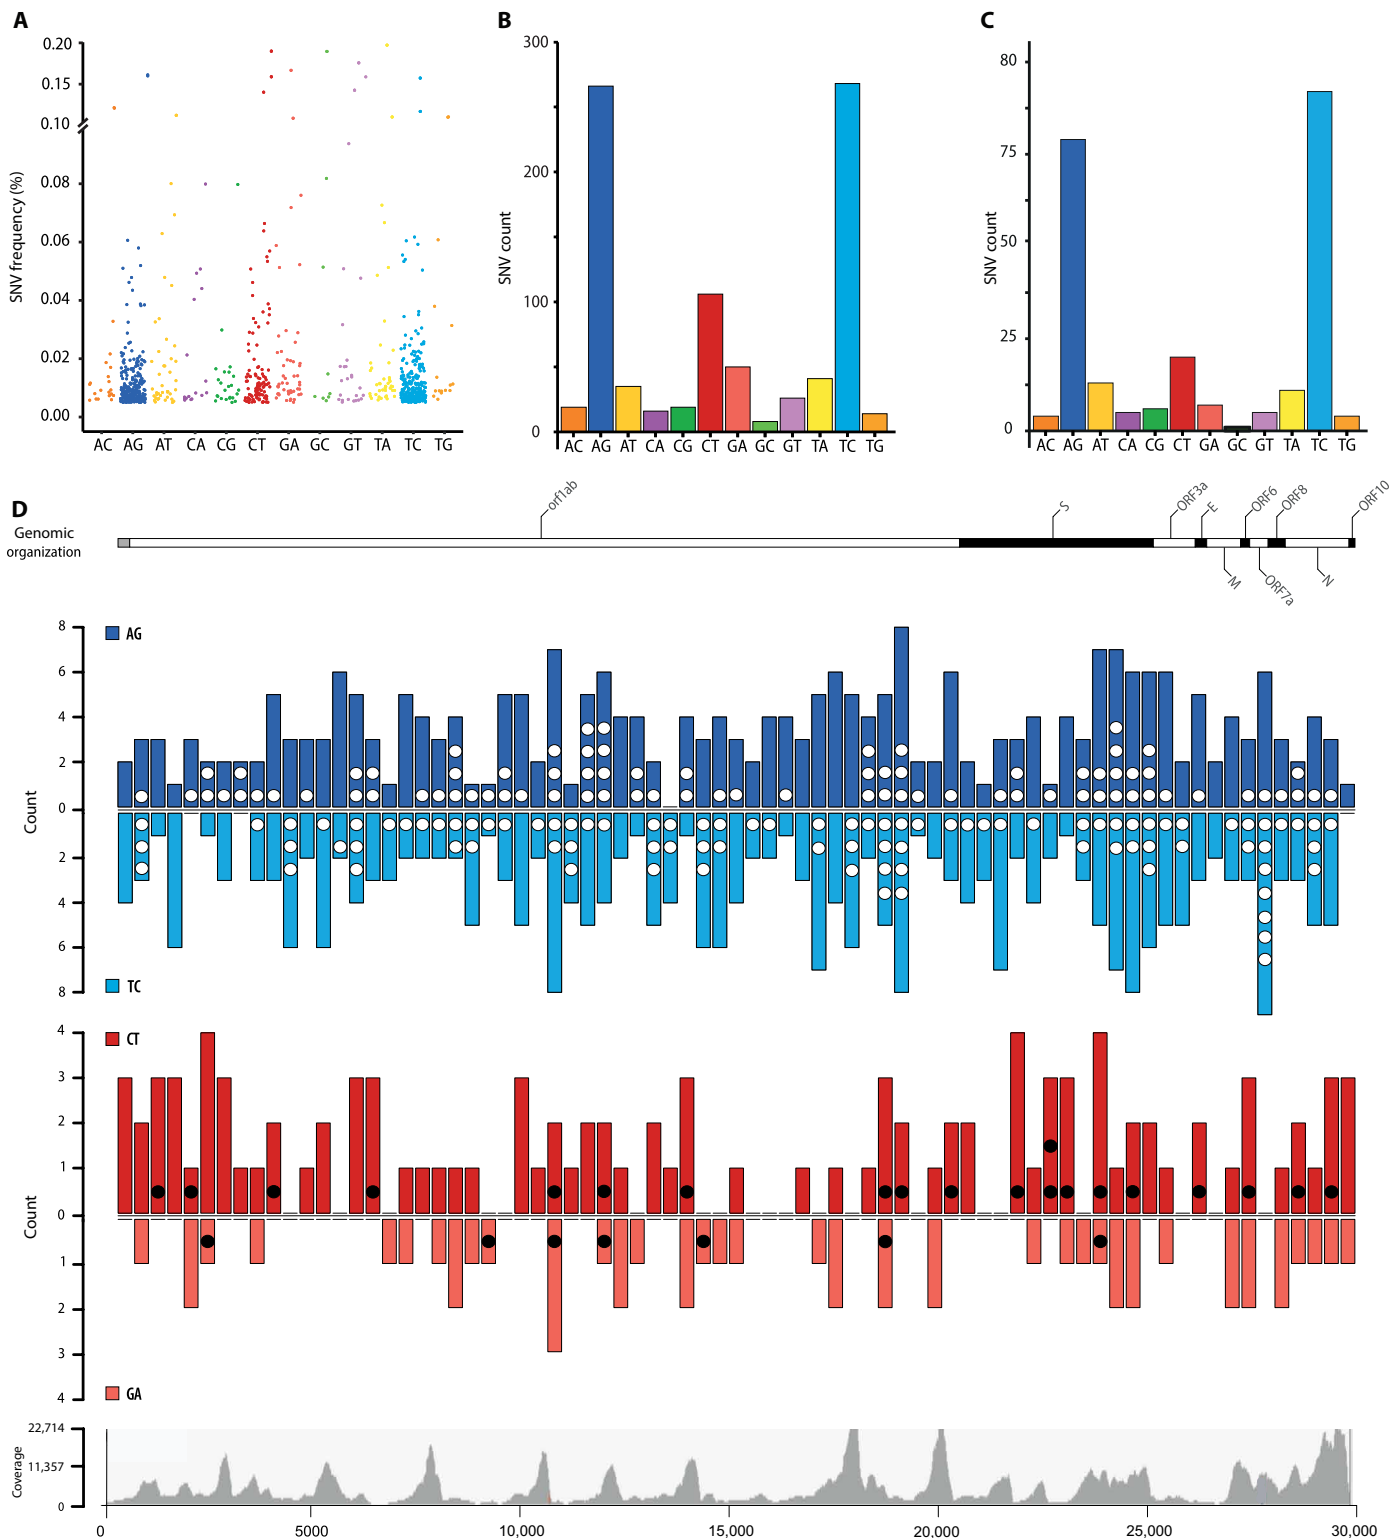 A
B
C
SNV frequency (%)
0.20
0.15
0.10
0.08
0.06
0.04
0.02
0.00
AC AG AT CA CG CT GA GC GT TA TC TG
SNV count
300
200
100
0
AC AG AT CA CG CT GA GC GT TA TC TG
SNV count
80
75
50
25
0
AC AG AT CA CG CT GA GC GT TA TC TG
D
Genomic
organization
orf1ab
S
ORF3a
E
ORF6
ORF8
ORF10
M
ORF7a
N
Count
8
6
4
2
0
2
4
6
8
AG
TC
Count
4
3
2
1
0
1
2
3
4
CT
GA
Coverage
22,714
11,357
0
0 5000 10,000 15,000 20,000 25,000 30,000